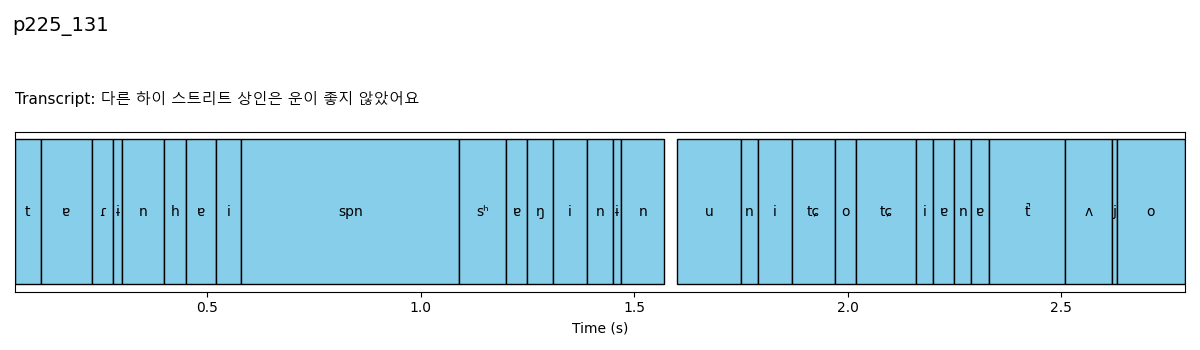 p225_131
Transcript: 다른 하이 스트리트 상인은 운이 좋지 않았어요
t ɐ ɾ ɨ n h ɐ i spn sʰ ɐ ŋ i n ɨ n u n i tɕ o tɕ i ɐ n ɐ t̚ ʌ j o
0.5 1.0 1.5 2.0 2.5
Time (s)